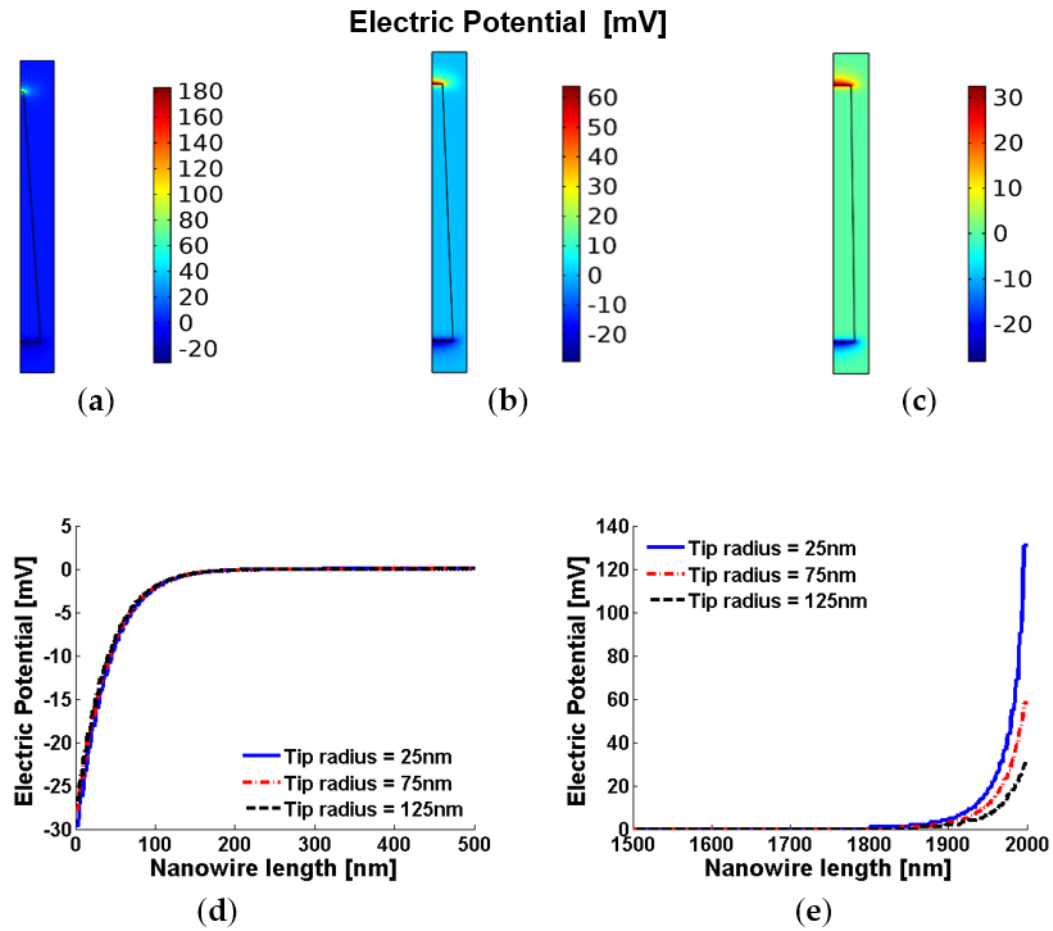 Electric Potential [mV]
180
160
140
120
100
80
60
40
20
0
-20
60
50
40
30
20
10
0
-10
-20
30
20
10
0
-10
-20
(a)
(b)
(c)
Electric Potential [mV]
5
0
-5
-10
-15
-20
-25
-30
Tip radius = 25nm
Tip radius = 75nm
Tip radius = 125nm
0 100 200 300 400 500
Nanowire length [nm]
(d)
Electric Potential [mV]
140
120
100
80
60
40
20
0
Tip radius = 25nm
Tip radius = 75nm
Tip radius = 125nm
1500 1600 1700 1800 1900 2000
Nanowire length [nm]
(e)